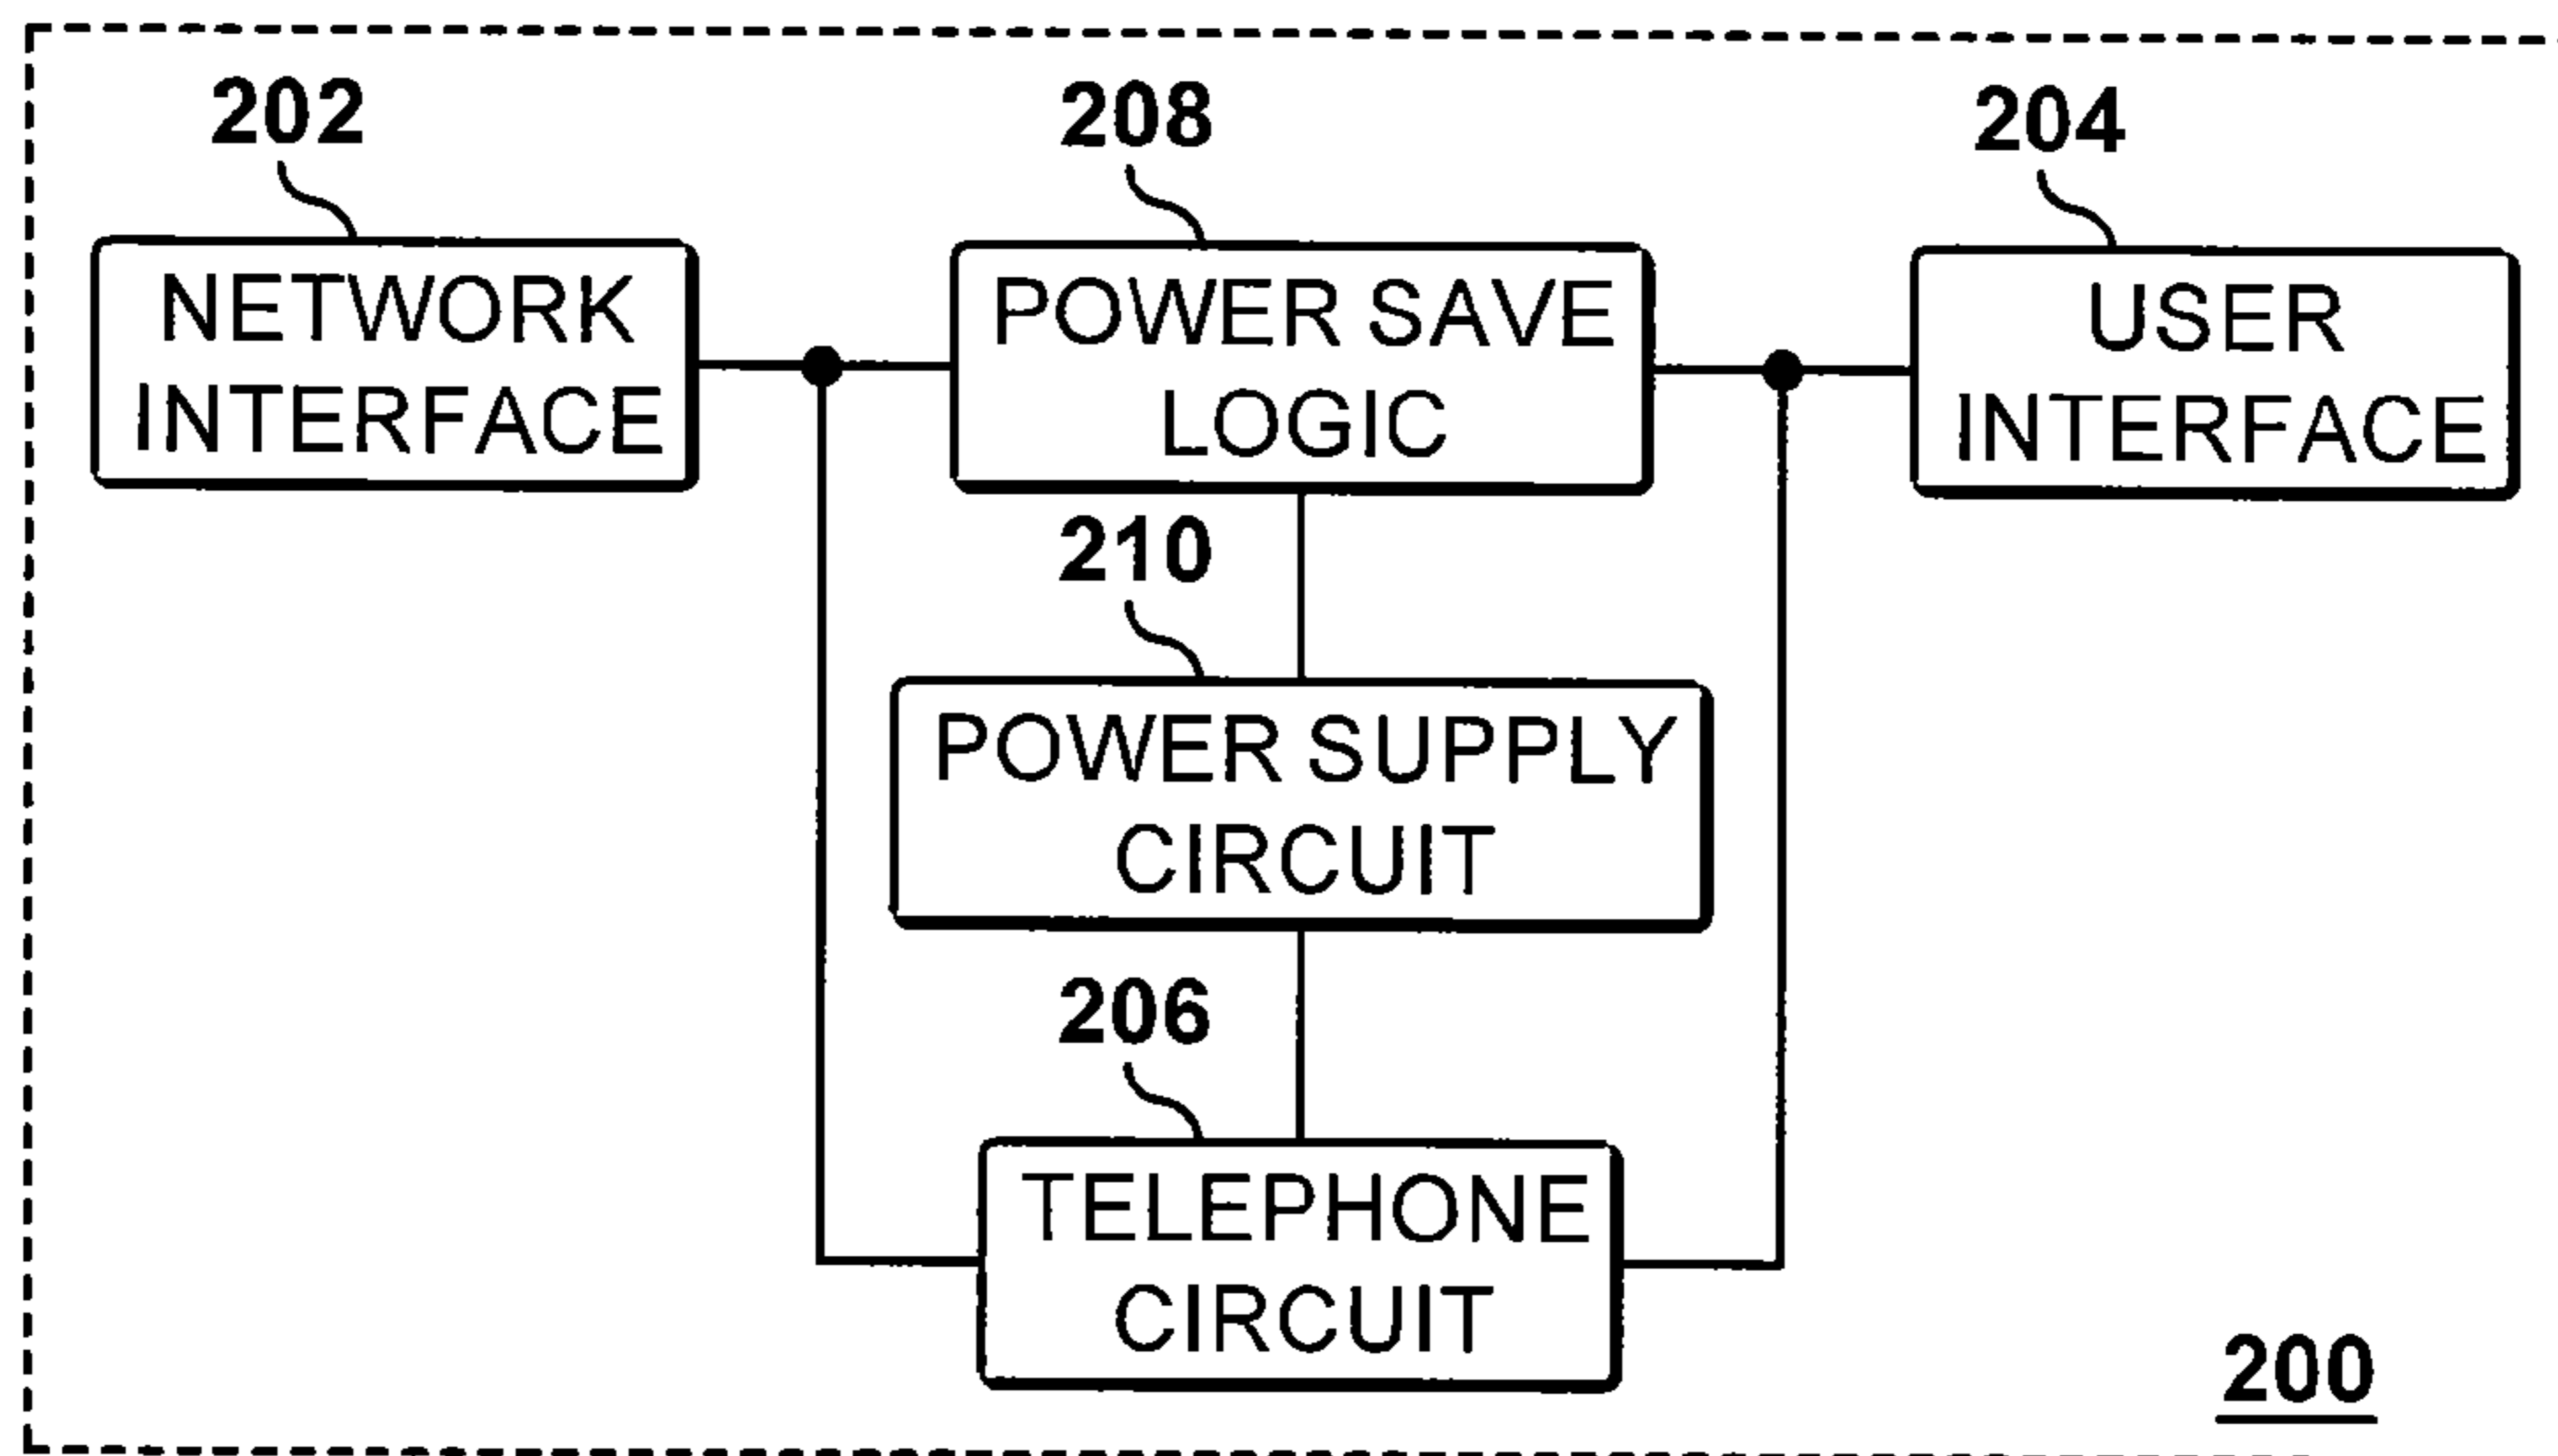 202
208
204
NETWORK
INTERFACE
POWER SAVE
LOGIC
USER
INTERFACE
210
POWER SUPPLY
CIRCUIT
206
TELEPHONE
CIRCUIT
200